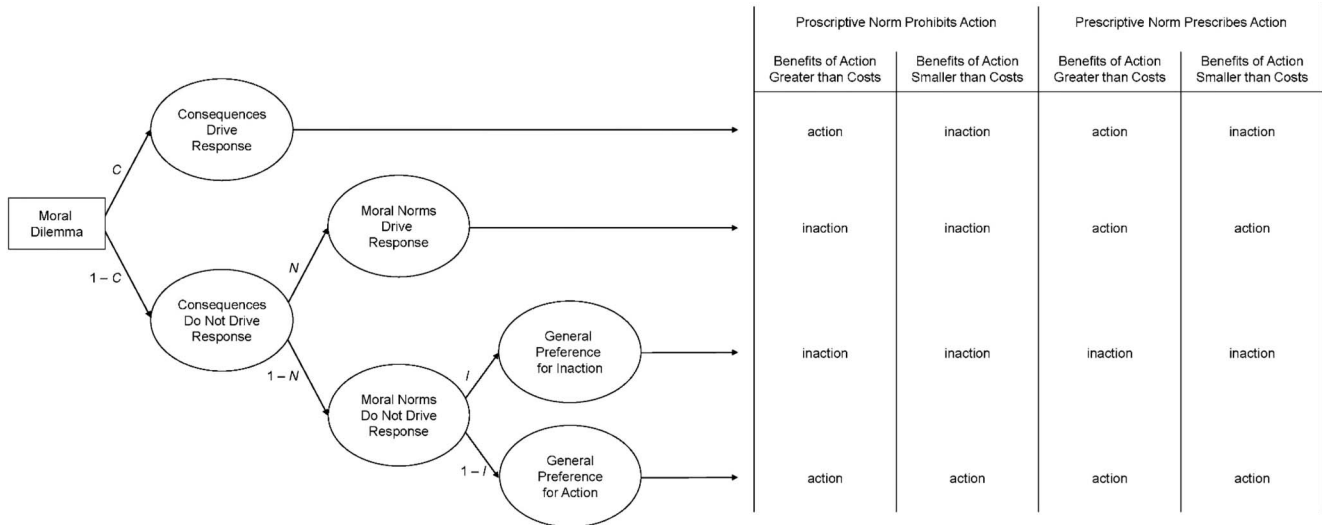 Proscriptive Norm Prohibits Action
Prescriptive Norm Prescribes Action
Benefits of Action
Greater than Costs
Benefits of Action
Smaller than Costs
Benefits of Action
Greater than Costs
Benefits of Action
Smaller than Costs
Consequences
Drive
Response
action
inaction
action
inaction
C
Moral
Dilemma
Moral Norms
Drive
Response
inaction
inaction
action
action
1 – C
N
Consequences
Do Not Drive
Response
General
Preference
for Inaction
inaction
inaction
inaction
inaction
1 – N
I
Moral Norms
Do Not Drive
Response
1 – I
General
Preference
for Action
action
action
action
action